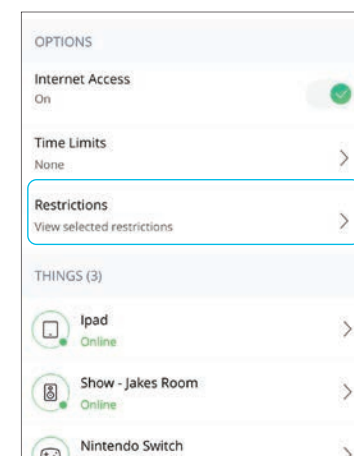 OPTIONS
Internet Access
On
Time Limits
None
Restrictions
View selected restrictions
THINGS (3)
Ipad
Online
Show - Jakes Room
Online
Nintendo Switch